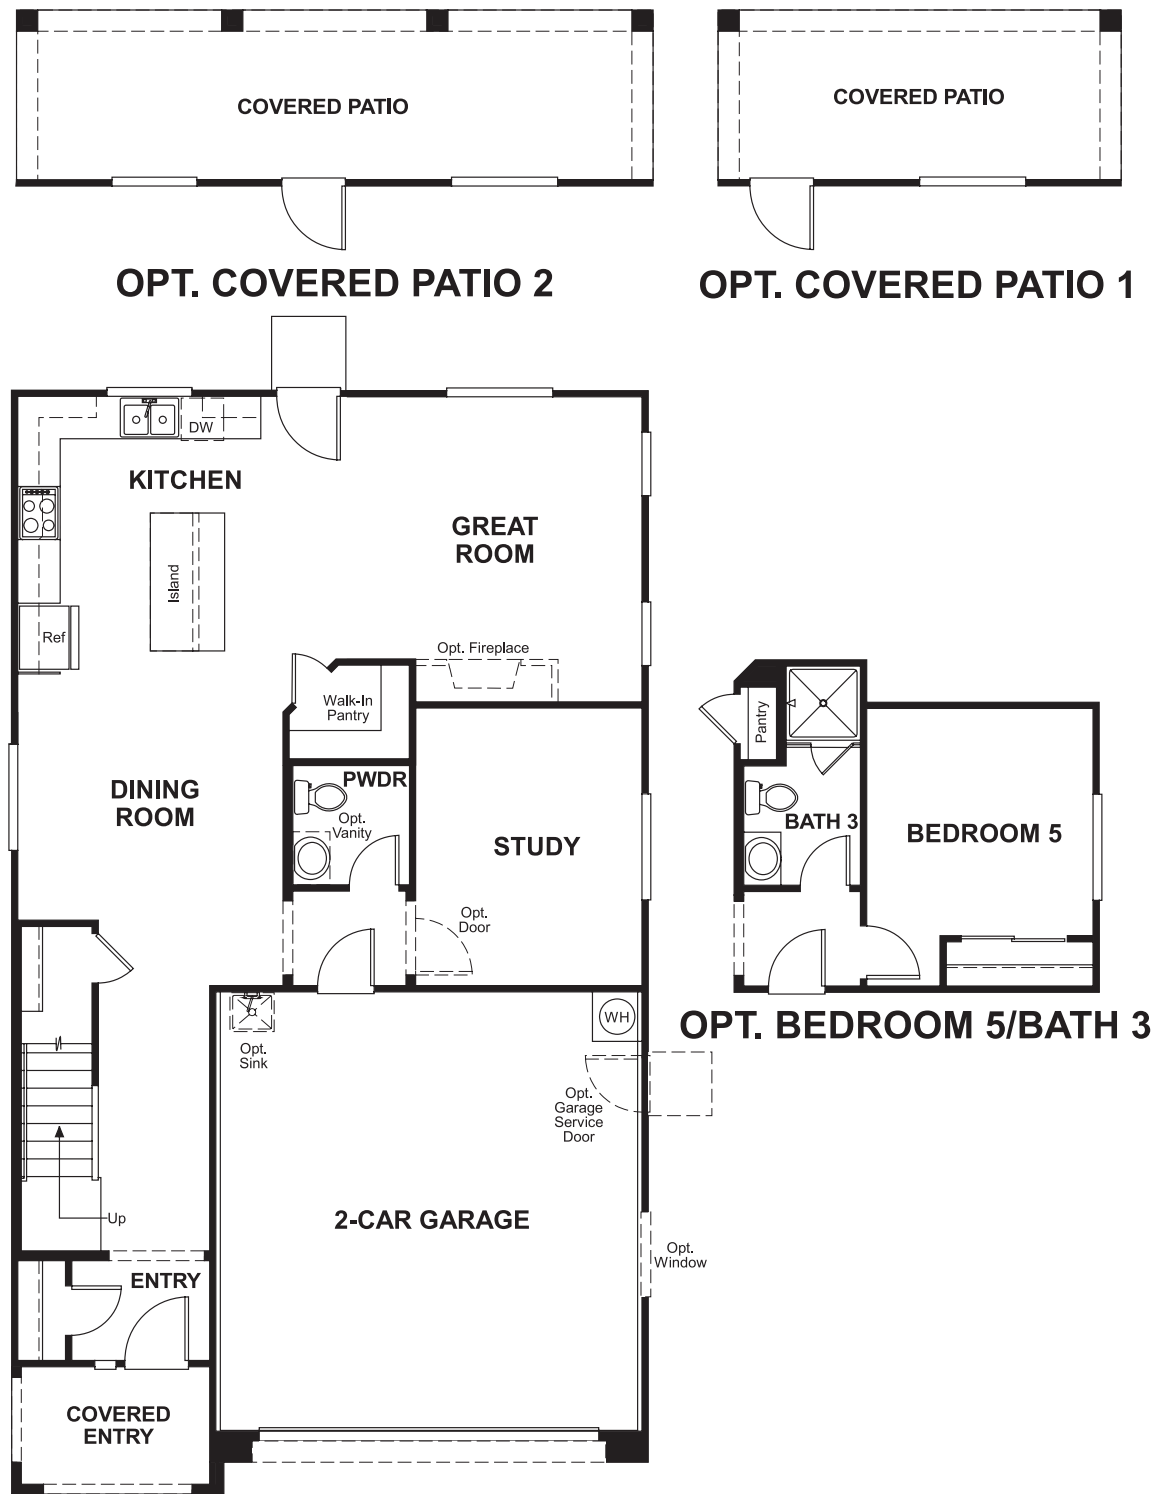 COVERED PATIO
COVERED PATIO
OPT. COVERED PATIO 2
OPT. COVERED PATIO 1
DW
KITCHEN
GREAT
ROOM
Island
Ref
Opt. Fireplace
Walk-In
Pantry
Pantry
DINING
ROOM
PWDR
Opt.
Vanity
STUDY
BATH 3
BEDROOM 5
Opt.
Door
WH
OPT. BEDROOM 5/BATH 3
Opt.
Sink
Opt.
Garage
Service
Door
Up
2-CAR GARAGE
Opt.
Window
ENTRY
COVERED
ENTRY